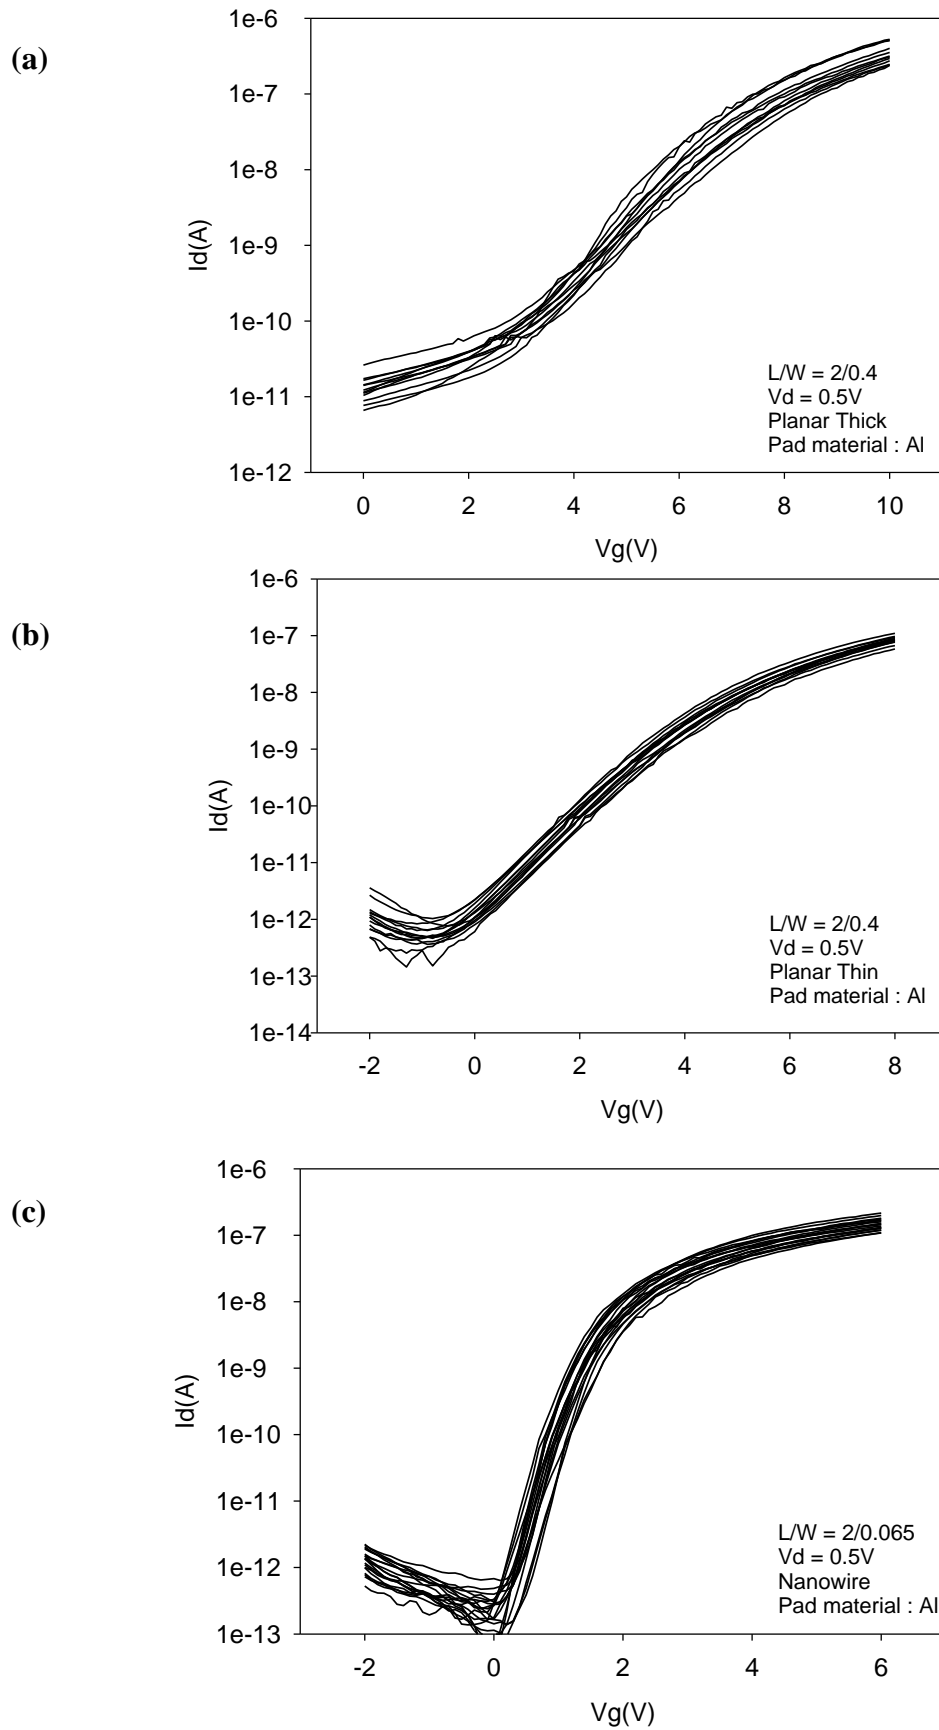 (a)
1e-6
1e-7
1e-8
1e-9
1e-10
1e-11
1e-12
Id(A)
L/W = 2/0.4
Vd = 0.5V
Planar Thick
Pad material : Al
0 2 4 6 8 10
Vg(V)
(b)
1e-6
1e-7
1e-8
1e-9
1e-10
1e-11
1e-12
1e-13
1e-14
Id(A)
L/W = 2/0.4
Vd = 0.5V
Planar Thin
Pad material : Al
-2 0 2 4 6 8
Vg(V)
(c)
1e-6
1e-7
1e-8
1e-9
1e-10
1e-11
1e-12
1e-13
Id(A)
L/W = 2/0.065
Vd = 0.5V
Nanowire
Pad material : Al
-2 0 2 4 6
Vg(V)